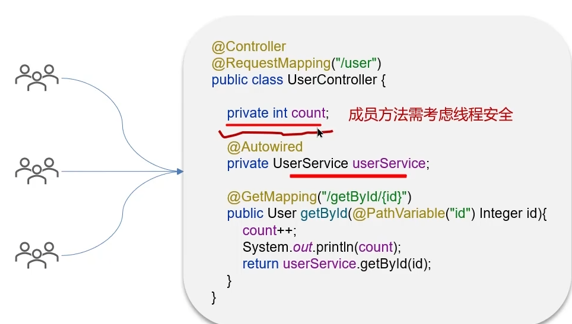 @Controller
@RequestMapping("/user")
public class UserController {
private int count;
成员方法需考虑线程安全
@Autowired
private UserService userService;
@GetMapping("/getById/{id}")
public User getById(@PathVariable("id") Integer id){
count++;
System.out.println(count);
return userService.getById(id);
}
}